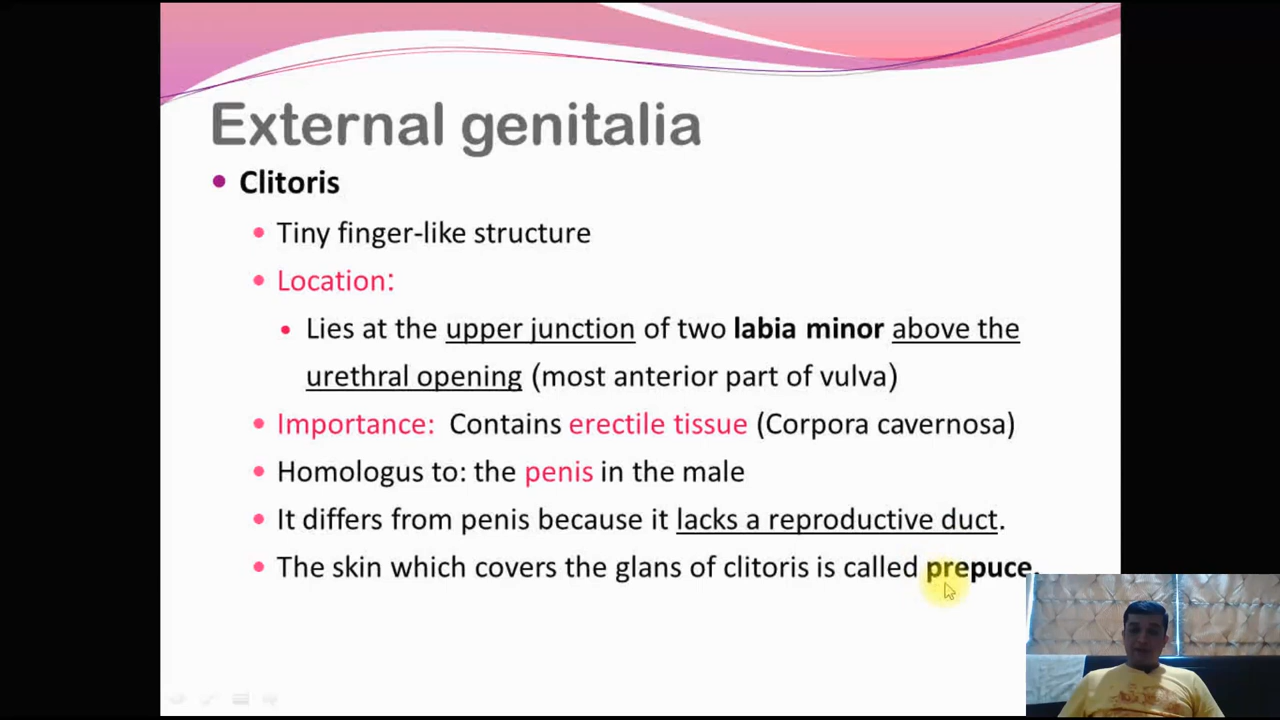 External genitalia
• Clitoris
• Tiny finger-like structure
• Location:
• Lies at the upper junction of two labia minor above the
urethral opening (most anterior part of vulva)
• Importance: Contains erectile tissue (Corpora cavernosa)
• Homologus to: the penis in the male
• It differs from penis because it lacks a reproductive duct.
• The skin which covers the glans of clitoris is called prepuce.